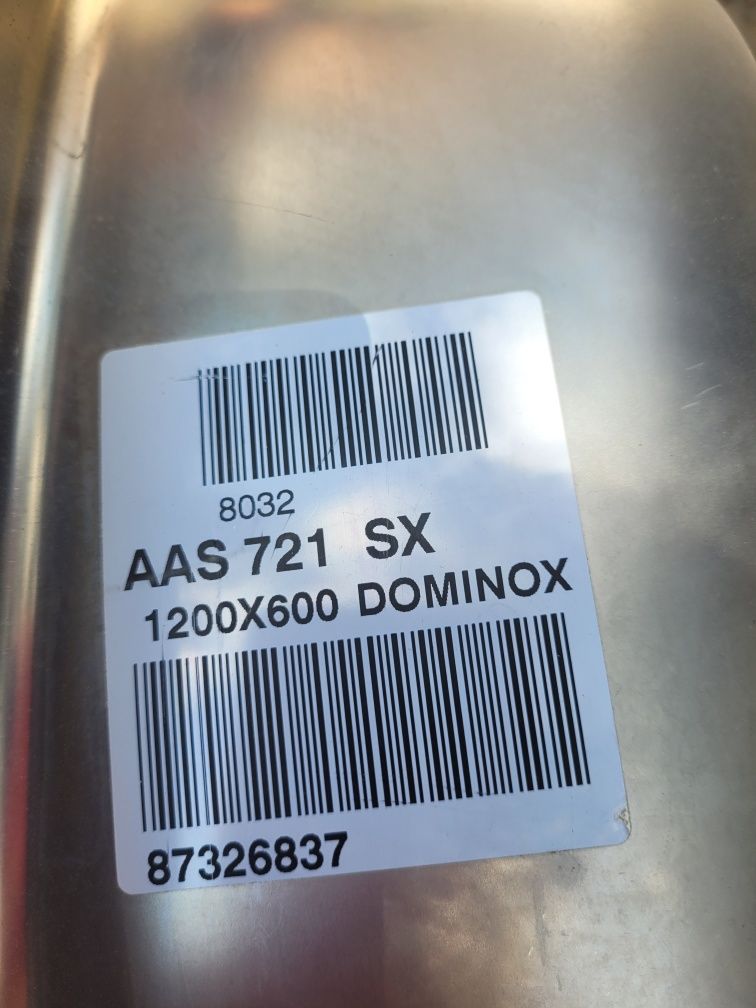 8032
AAS 721 SX
1200X600 DOMINOX
87326837